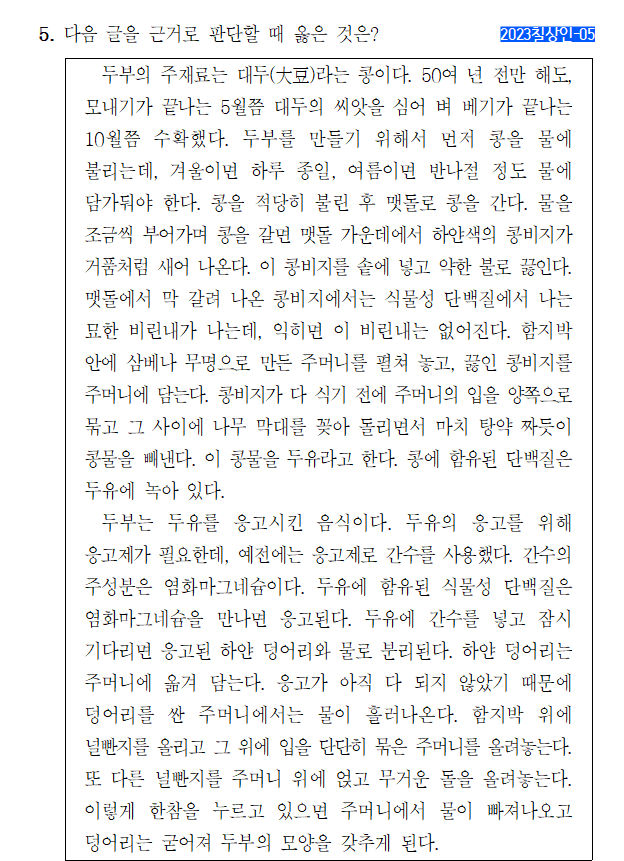 5. 다음 글을 근거로 판단할 때 옳은 것은?
2023칠상인-05
두부의 주재료는 대두(大豆)라는 콩이다. 50여 년 전만 해도,
모내기가 끝나는 5월쯤 대두의 씨앗을 심어 벼 베기가 끝나는
10월쯤 수확했다. 두부를 만들기 위해서 먼저 콩을 물에
불리는데, 겨울이면 하루 종일, 여름이면 반나절 정도 물에
담가둬야 한다. 콩을 적당히 불린 후 맷돌로 콩을 간다. 물을
조금씩 부어가며 콩을 갈면 맷돌 가운데에서 하얀색의 콩비지가
거품처럼 새어 나온다. 이 콩비지를 솥에 넣고 약한 불로 끓인다.
맷돌에서 막 갈려 나온 콩비지에서는 식물성 단백질에서 나는
묘한 비린내가 나는데, 익히면 이 비린내는 없어진다. 함지박
안에 삼베나 무명으로 만든 주머니를 펼쳐 놓고, 끓인 콩비지를
주머니에 담는다. 콩비지가 다 식기 전에 주머니의 입을 양쪽으로
묶고 그 사이에 나무 막대를 꽂아 돌리면서 마치 탕약 짜듯이
콩물을 빼낸다. 이 콩물을 두유라고 한다. 콩에 함유된 단백질은
두유에 녹아 있다.
두부는 두유를 응고시킨 음식이다. 두유의 응고를 위해
응고제가 필요한데, 예전에는 응고제로 간수를 사용했다. 간수의
주성분은 염화마그네슘이다. 두유에 함유된 식물성 단백질은
염화마그네슘을 만나면 응고된다. 두유에 간수를 넣고 잠시
기다리면 응고된 하얀 덩어리와 물로 분리된다. 하얀 덩어리는
주머니에 옮겨 담는다. 응고가 아직 다 되지 않았기 때문에
덩어리를 싼 주머니에서는 물이 흘러나온다. 함지박 위에
널빤지를 올리고 그 위에 입을 단단히 묶은 주머니를 올려놓는다.
또 다른 널빤지를 주머니 위에 얹고 무거운 돌을 올려놓는다.
이렇게 한참을 누르고 있으면 주머니에서 물이 빠져나오고
덩어리는 굳어져 두부의 모양을 갖추게 된다.